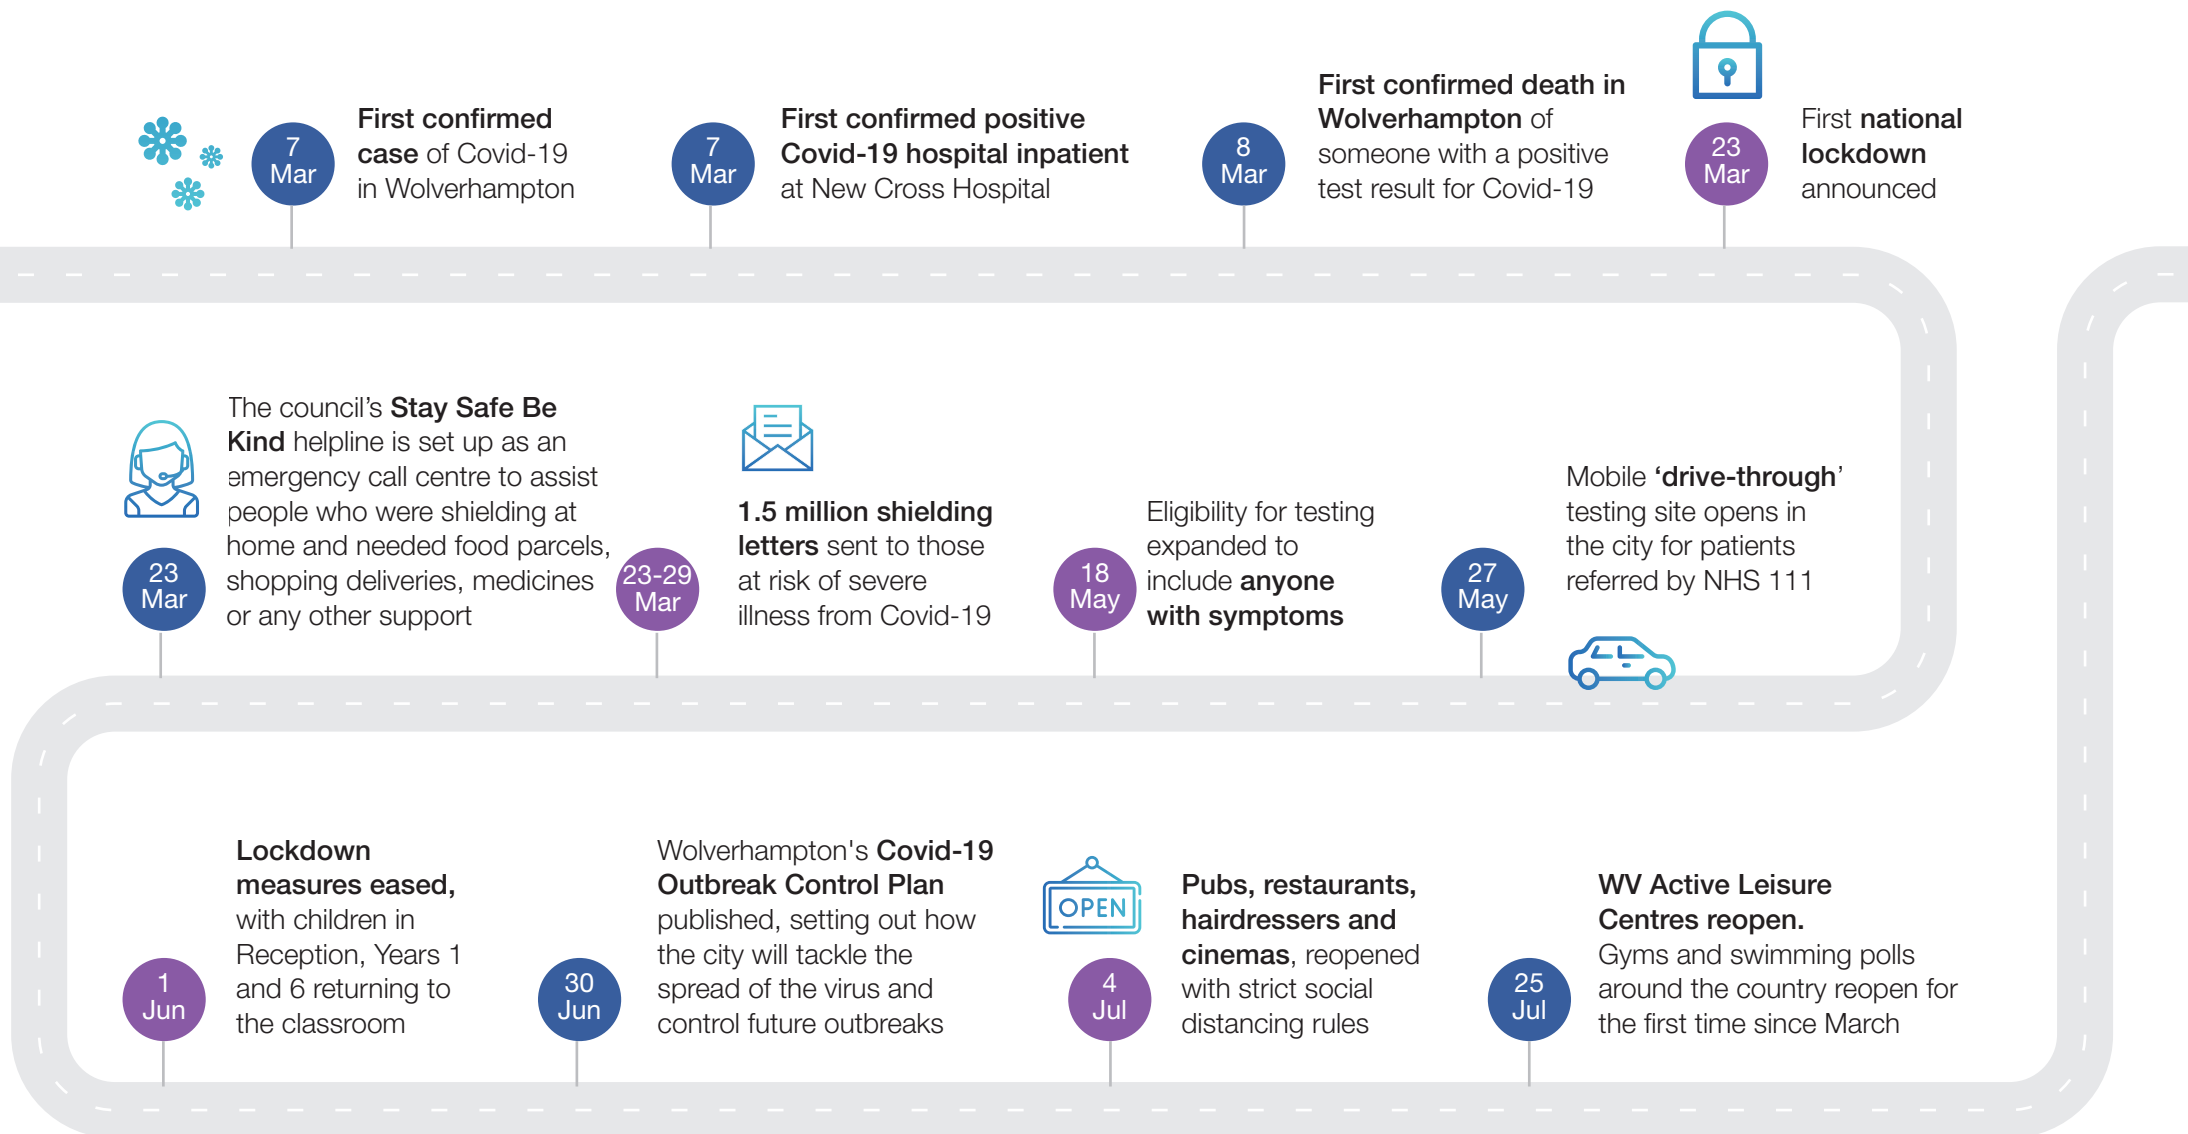 7
Mar
First confirmed
case of Covid-19
in Wolverhampton
7
Mar
First confirmed positive
Covid-19 hospital inpatient
at New Cross Hospital
8
Mar
First confirmed death in
Wolverhampton of
someone with a positive
test result for Covid-19
23
Mar
First national
lockdown
announced
23
Mar
The council’s Stay Safe Be
Kind helpline is set up as an
emergency call centre to assist
people who were shielding at
home and needed food parcels,
shopping deliveries, medicines
or any other support
23-29
Mar
1.5 million shielding
letters sent to those
at risk of severe
illness from Covid-19
18
May
Eligibility for testing
expanded to
include anyone
with symptoms
27
May
Mobile ‘drive-through’
testing site opens in
the city for patients
referred by NHS 111
1
Jun
Lockdown
measures eased,
with children in
Reception, Years 1
and 6 returning to
the classroom
30
Jun
Wolverhampton's Covid-19
Outbreak Control Plan
published, setting out how
the city will tackle the
spread of the virus and
control future outbreaks
OPEN
4
Jul
Pubs, restaurants,
hairdressers and
cinemas, reopened
with strict social
distancing rules
25
Jul
WV Active Leisure
Centres reopen.
Gyms and swimming polls
around the country reopen for
the first time since March